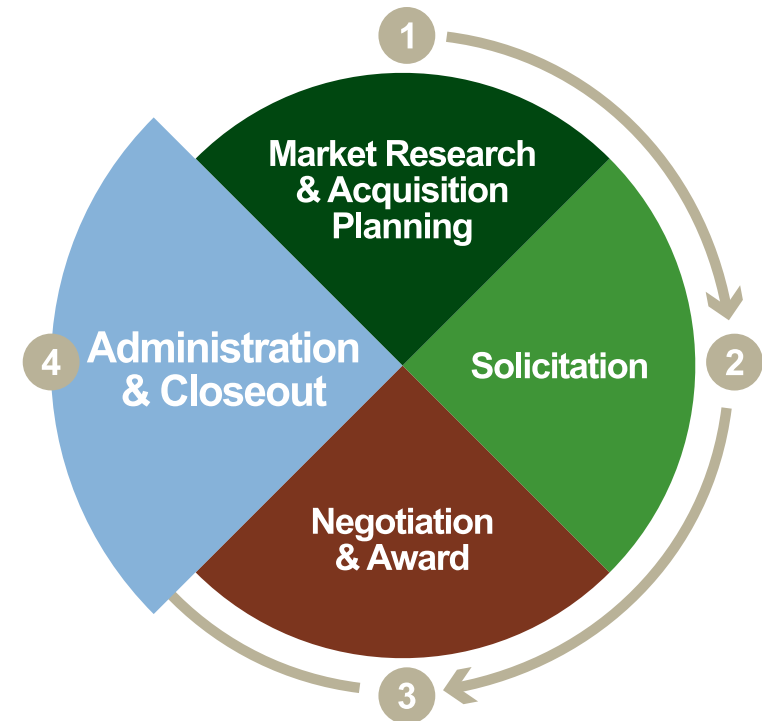 1
Market Research
& Acquisition
Planning
2
Solicitation
3
Negotiation
& Award
4
Administration
& Closeout